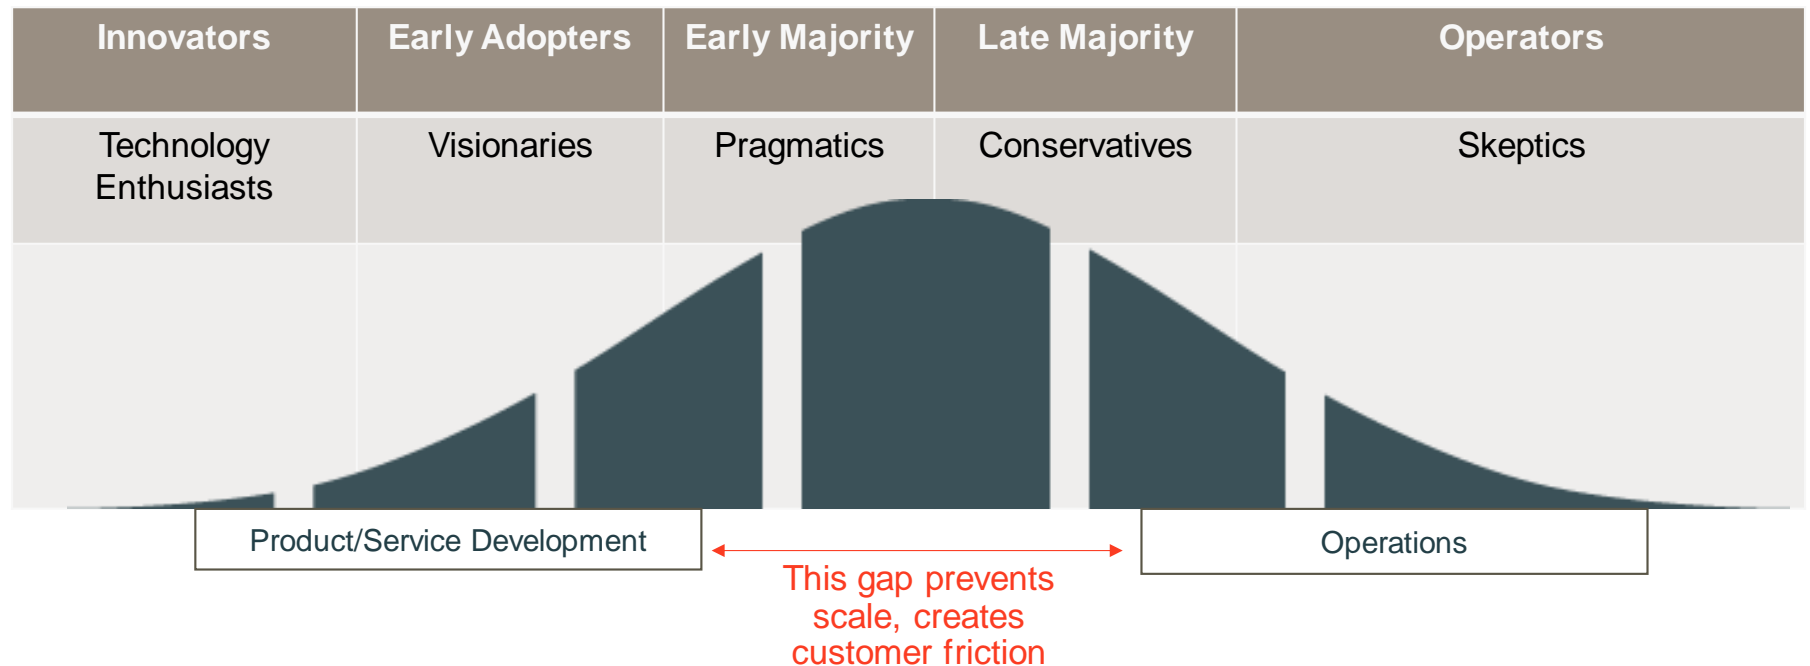 Innovators
Early Adopters
Early Majority
Late Majority
Operators
Technology
Enthusiasts
Visionaries
Pragmatics
Conservatives
Skeptics
Product/Service Development
Operations
This gap prevents
scale, creates
customer friction